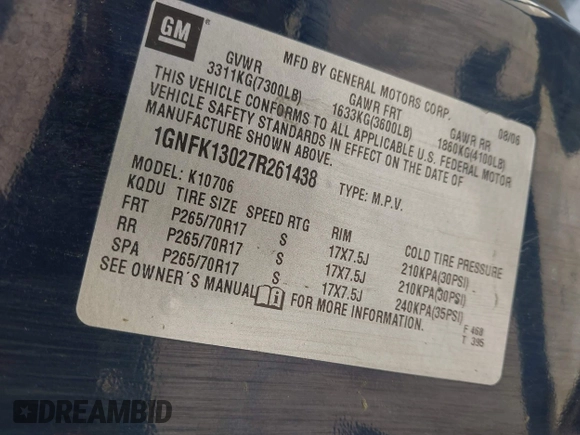 GM ®
MFD BY GENERAL MOTORS CORP. 08/06
GVWR GAWR FRT GAWR RR
3311KG(7300LB) 1633KG(3600LB) 1860KG(4100LB)
THIS VEHICLE CONFORMS TO ALL APPLICABLE U.S. FEDERAL MOTOR
VEHICLE SAFETY STANDARDS IN EFFECT ON THE DATE OF
MANUFACTURE SHOWN ABOVE.
1GNFK13027R261438 TYPE: M.P.V.
MODEL: K10706
KQDU TIRE SIZE SPEED RTG RIM COLD TIRE PRESSURE
FRT P265/70R17 S 17X7.5J 210KPA(30PSI)
RR P265/70R17 S 17X7.5J 210KPA(30PSI)
SPA P265/70R17 S 17X7.5J 240KPA(35PSI)
SEE OWNER'S MANUAL FOR MORE INFORMATION.
F 468
T 395
DREAMBID